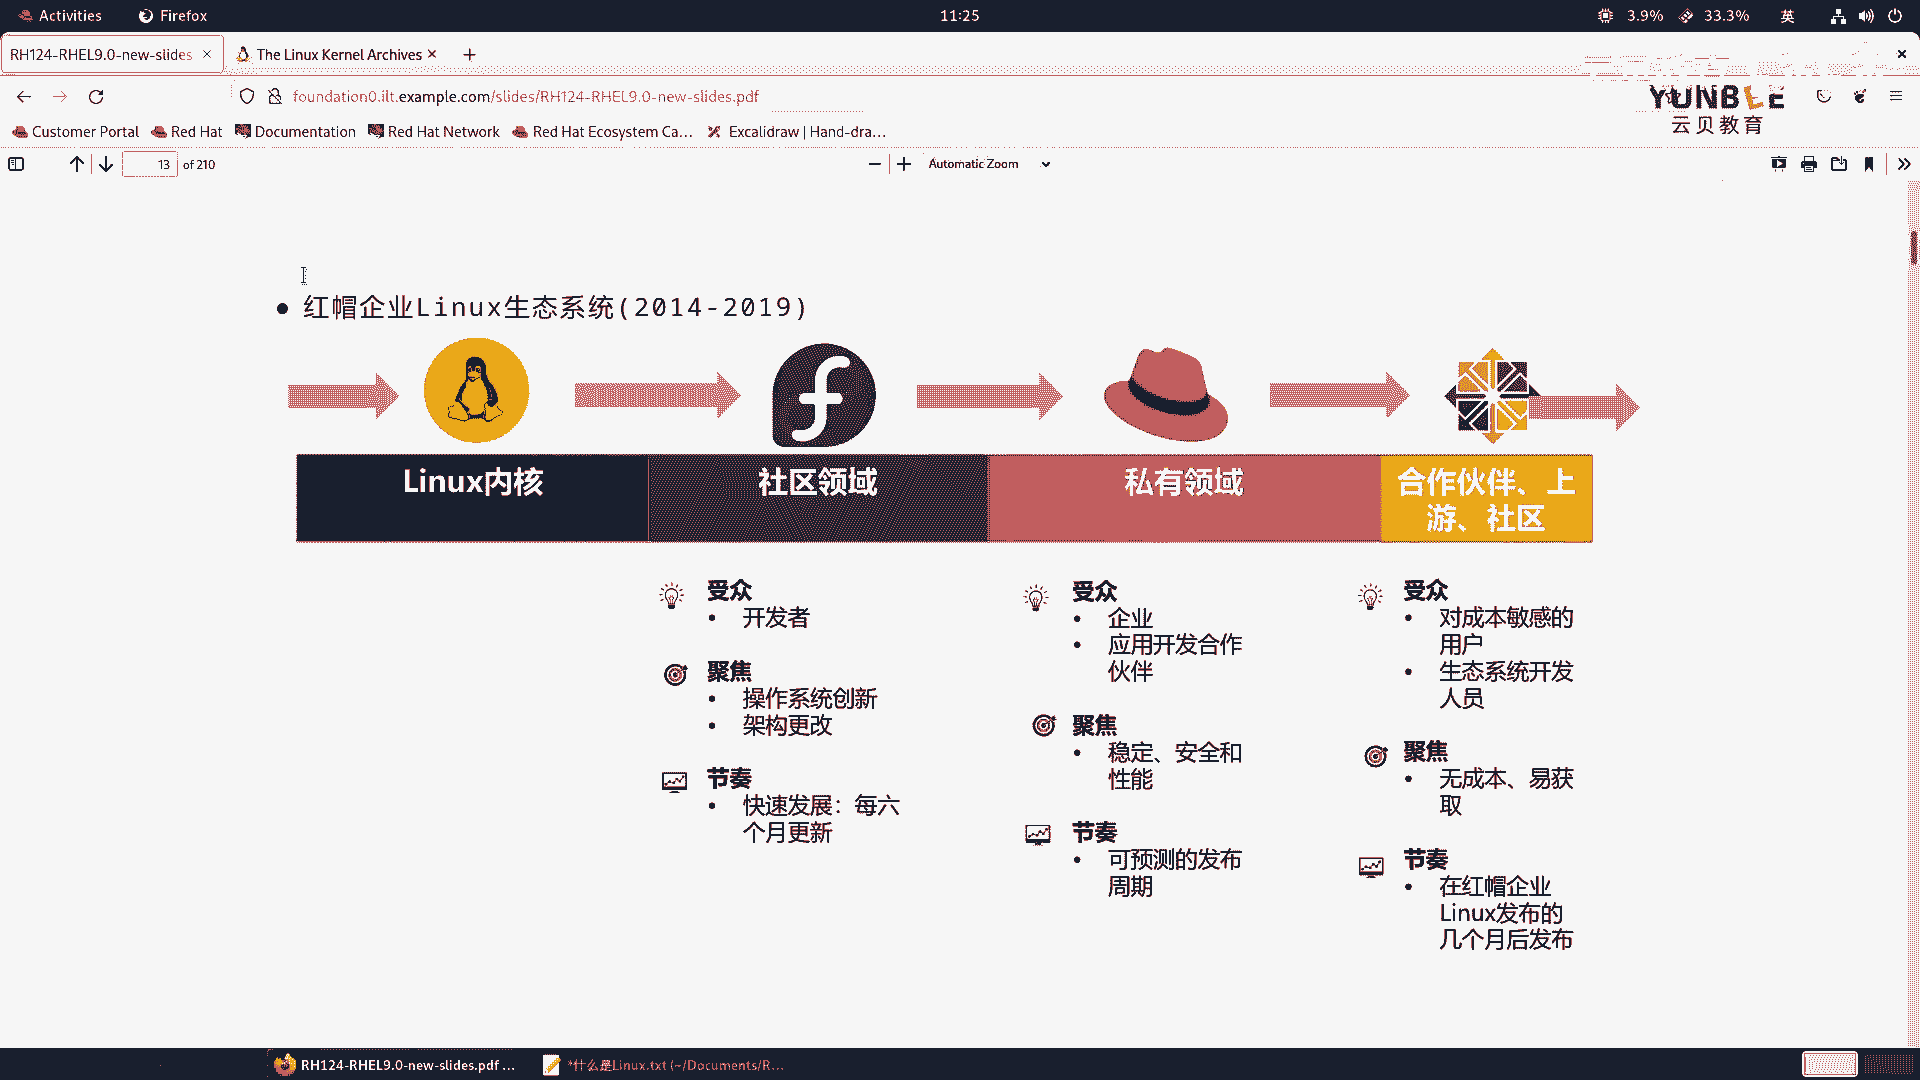 Activities
Firefox
11:25
3.9%
33.3%
英
RH124-RHEL9.0-new-slides
The Linux Kernel Archives
foundation0.ilt.example.com/slides/RH124-RHEL9.0-new-slides.pdf
YUNBEE
云贝教育
Customer Portal
Red Hat
Documentation
Red Hat Network
Red Hat Ecosystem Ca...
Excalidraw | Hand-dra...
13 of 210
Automatic Zoom
红帽企业Linux生态系统(2014-2019)
Linux内核
社区领域
私有领域
合作伙伴、上
游、社区
受众
• 开发者
聚焦
• 操作系统创新
• 架构更改
节奏
• 快速发展：每六
个月更新
受众
• 企业
• 应用开发合作
伙伴
聚焦
• 稳定、安全和
性能
节奏
• 可预测的发布
周期
受众
• 对成本敏感的
用户
• 生态系统开发
人员
聚焦
• 无成本、易获
取
节奏
• 在红帽企业
Linux发布的
几个月后发布
RH124-RHEL9.0-new-slides.pdf ...
*什么是Linux.txt (~/Documents/R...